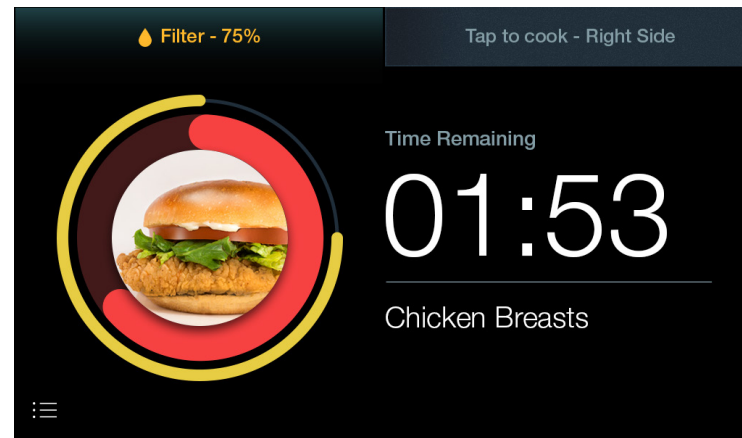 Filter - 75%
Tap to cook - Right Side
Time Remaining
01:53
Chicken Breasts